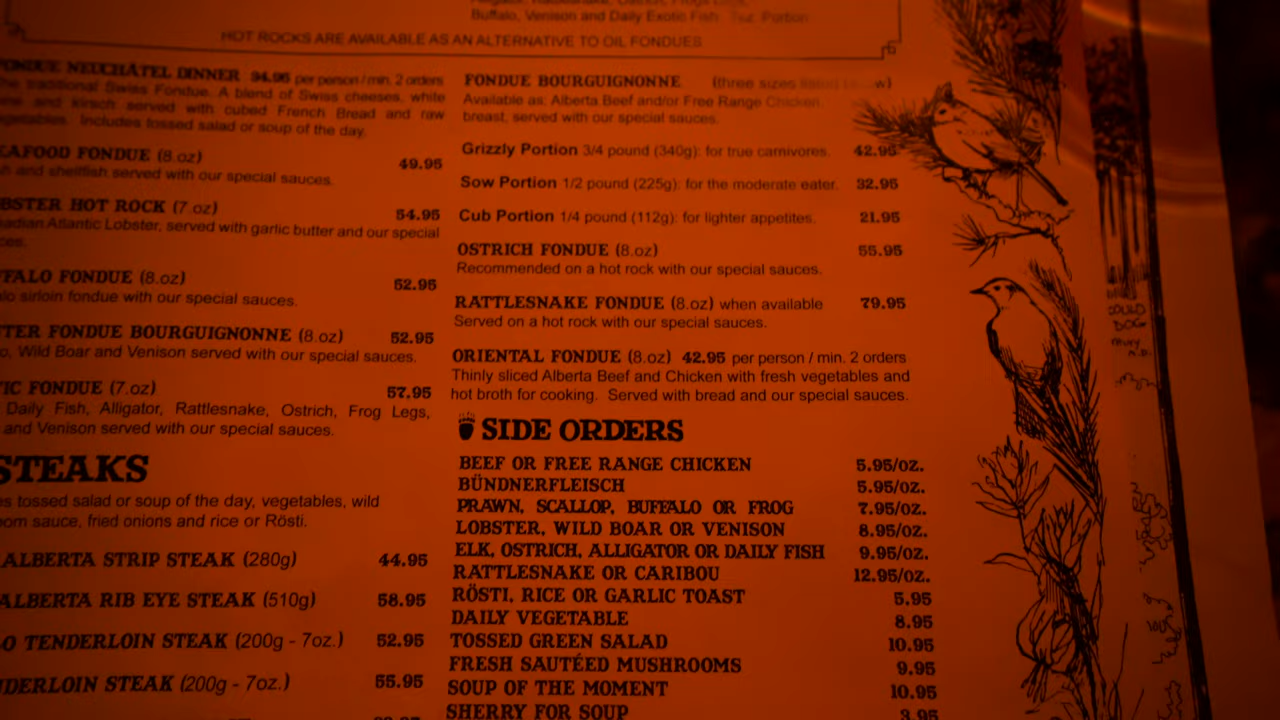 Buffalo, Venison and Daily Exotic Fish 7oz. Portion
HOT ROCKS ARE AVAILABLE AS AN ALTERNATIVE TO OIL FONDUES
FONDUE NEUCHÂTEL DINNER 34.95 per person / min. 2 orders
The traditional Swiss Fondue. A blend of Swiss cheeses, white
and kirsch served with cubed French Bread and raw
Includes tossed salad or soup of the day.
EAFOOD FONDUE (8.oz) 49.95
h and shellfish served with our special sauces.
BSTER HOT ROCK (7.oz) 54.95
adian Atlantic Lobster, served with garlic butter and our special
ces.
FALO FONDUE (8.oz) 52.95
lo sirloin fondue with our special sauces.
TER FONDUE BOURGUIGNONNE (8.oz) 52.95
o, Wild Boar and Venison served with our special sauces.
TIC FONDUE (7.oz) 57.95
Daily Fish, Alligator, Rattlesnake, Ostrich, Frog Legs,
and Venison served with our special sauces.
STEAKS
es tossed salad or soup of the day, vegetables, wild
oom sauce, fried onions and rice or Rösti.
ALBERTA STRIP STEAK (280g) 44.95
ALBERTA RIB EYE STEAK (510g) 58.95
O TENDERLOIN STEAK (200g - 7oz.) 52.95
NDERLOIN STEAK (200g - 7oz.) 55.95
FONDUE BOURGUIGNONNE (three sizes
Available as: Alberta Beef and/or Free Range Chicken
breast, served with our special sauces.
Grizzly Portion 3/4 pound (340g): for true carnivores. 42.95
Sow Portion 1/2 pound (225g): for the moderate eater. 32.95
Cub Portion 1/4 pound (112g): for lighter appetites. 21.95
OSTRICH FONDUE (8.oz) 55.95
Recommended on a hot rock with our special sauces.
RATTLESNAKE FONDUE (8.oz) when available 79.95
Served on a hot rock with our special sauces.
ORIENTAL FONDUE (8.oz) 42.95 per person / min. 2 orders
Thinly sliced Alberta Beef and Chicken with fresh vegetables and
hot broth for cooking. Served with bread and our special sauces.
SIDE ORDERS
BEEF OR FREE RANGE CHICKEN 5.95/OZ.
BÜNDNERFLEISCH 5.95/OZ.
PRAWN, SCALLOP, BUFFALO OR FROG 7.95/OZ.
LOBSTER, WILD BOAR OR VENISON 8.95/OZ.
ELK, OSTRICH, ALLIGATOR OR DAILY FISH 9.95/OZ.
RATTLESNAKE OR CARIBOU 12.95/OZ.
RÖSTI, RICE OR GARLIC TOAST 5.95
DAILY VEGETABLE 8.95
TOSSED GREEN SALAD 10.95
FRESH SAUTÉED MUSHROOMS 9.95
SOUP OF THE MOMENT 10.95
SHERRY FOR SOUP 3.95
DOG